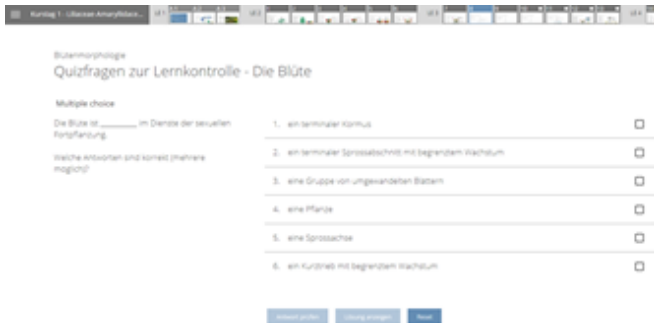 Kurstag 1 - Liliaceae-Amaryllidace...
Blütenmorphologie
Quizfragen zur Lernkontrolle - Die Blüte
Multiple choice
Die Blüte ist ________ im Dienste der sexuellen
Fortpflanzung.
Welche Antworten sind korrekt (mehrere
möglich)?
1. ein terminaler Kormus
2. ein terminaler Sprossabschnitt mit begrenztem Wachstum
3. eine Gruppe von umgewandelten Blättern
4. eine Pflanze
5. eine Sprossachse
6. ein Kurztrieb mit begrenztem Wachstum
Antwort prüfen Lösung anzeigen Reset